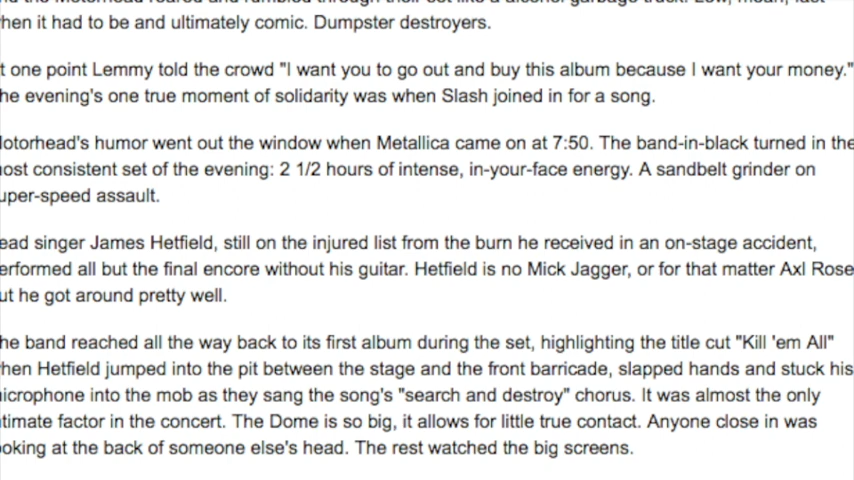 the Motorhead roared and rumbled through their set like a alcohol garbage truck. Low, mean, fast
when it had to be and ultimately comic. Dumpster destroyers.
t one point Lemmy told the crowd "I want you to go out and buy this album because I want your money."
he evening's one true moment of solidarity was when Slash joined in for a song.
otorhead's humor went out the window when Metallica came on at 7:50. The band-in-black turned in the
ost consistent set of the evening: 2 1/2 hours of intense, in-your-face energy. A sandbelt grinder on
uper-speed assault.
ead singer James Hetfield, still on the injured list from the burn he received in an on-stage accident,
erformed all but the final encore without his guitar. Hetfield is no Mick Jagger, or for that matter Axl Rose
ut he got around pretty well.
he band reached all the way back to its first album during the set, highlighting the title cut "Kill 'em All"
hen Hetfield jumped into the pit between the stage and the front barricade, slapped hands and stuck his
icrophone into the mob as they sang the song's "search and destroy" chorus. It was almost the only
timate factor in the concert. The Dome is so big, it allows for little true contact. Anyone close in was
ooking at the back of someone else's head. The rest watched the big screens.